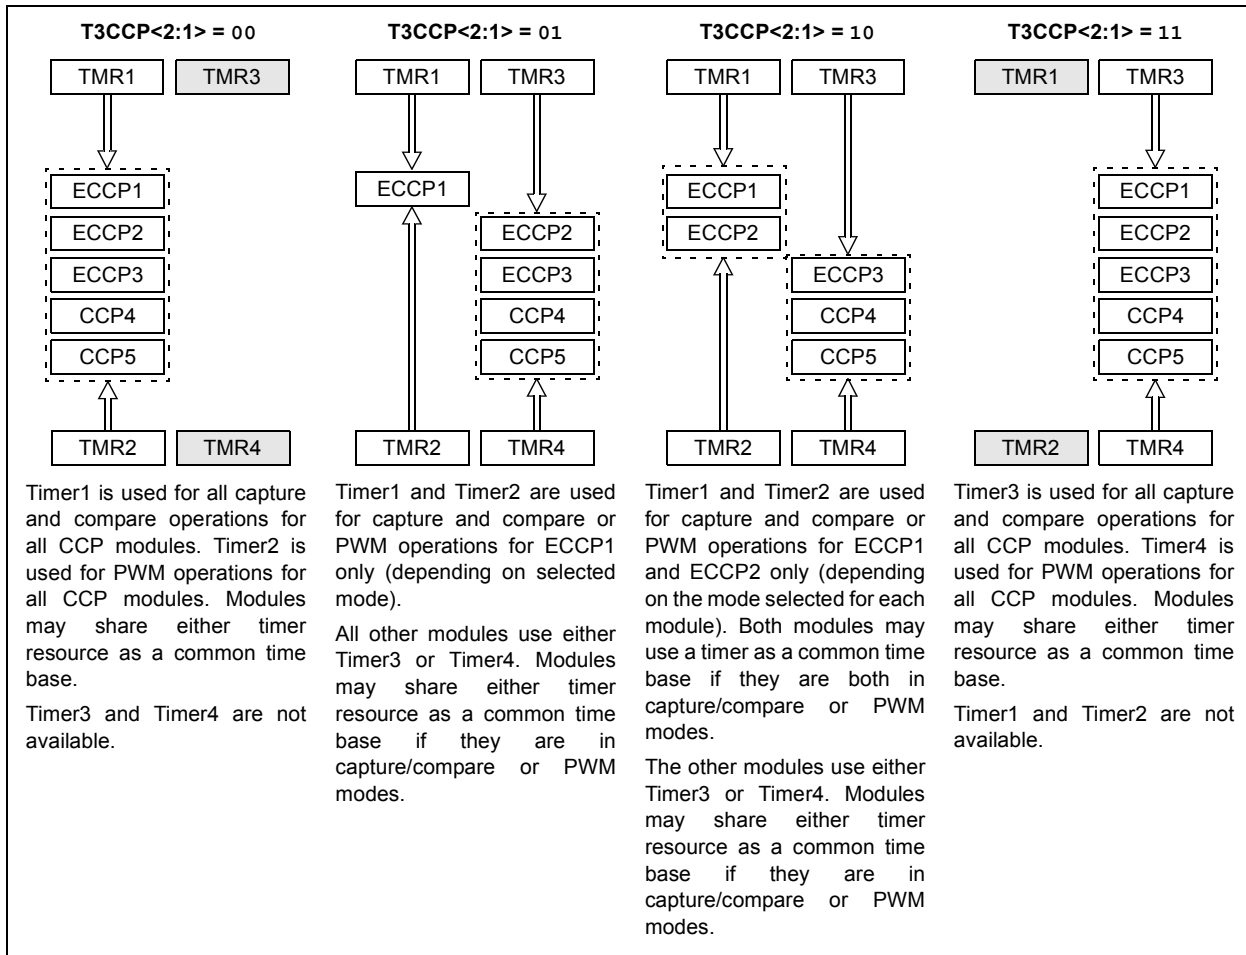 T3CCP<2:1> = 00
TMR1 TMR3
ECCP1
ECCP2
ECCP3
CCP4
CCP5
TMR2 TMR4
Timer1 is used for all capture
and compare operations for
all CCP modules. Timer2 is
used for PWM operations for
all CCP modules. Modules
may share either timer
resource as a common time
base.
Timer3 and Timer4 are not
available.
T3CCP<2:1> = 01
TMR1 TMR3
ECCP1
ECCP2
ECCP3
CCP4
CCP5
TMR2 TMR4
Timer1 and Timer2 are used
for capture and compare or
PWM operations for ECCP1
only (depending on selected
mode).
All other modules use either
Timer3 or Timer4. Modules
may share either timer
resource as a common time
base if they are in
capture/compare or PWM
modes.
T3CCP<2:1> = 10
TMR1 TMR3
ECCP1
ECCP2
ECCP3
CCP4
CCP5
TMR2 TMR4
Timer1 and Timer2 are used
for capture and compare or
PWM operations for ECCP1
and ECCP2 only (depending
on the mode selected for each
module). Both modules may
use a timer as a common time
base if they are both in
capture/compare or PWM
modes.
The other modules use either
Timer3 or Timer4. Modules
may share either timer
resource as a common time
base if they are in
capture/compare or PWM
modes.
T3CCP<2:1> = 11
TMR1 TMR3
ECCP1
ECCP2
ECCP3
CCP4
CCP5
TMR2 TMR4
Timer3 is used for all capture
and compare operations for
all CCP modules. Timer4 is
used for PWM operations for
all CCP modules. Modules
may share either timer
resource as a common time
base.
Timer1 and Timer2 are not
available.